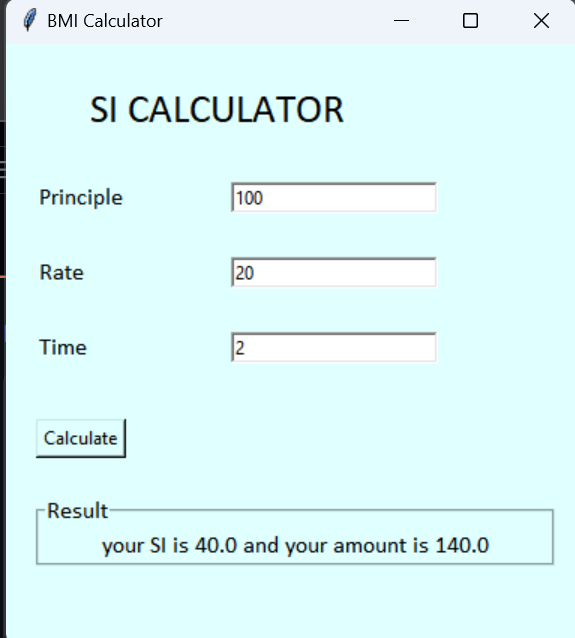 BMI Calculator
SI CALCULATOR
Principle 100
Rate 20
Time 2
Calculate
Result
your SI is 40.0 and your amount is 140.0